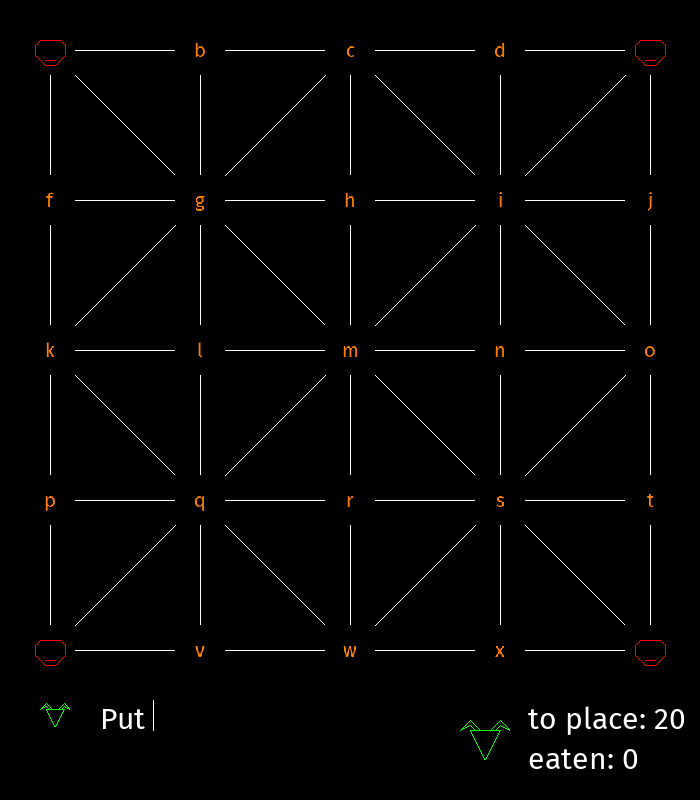 b c d
f g h i j
k l m n o
p q r s t
v w x
Put
to place: 20
eaten: 0